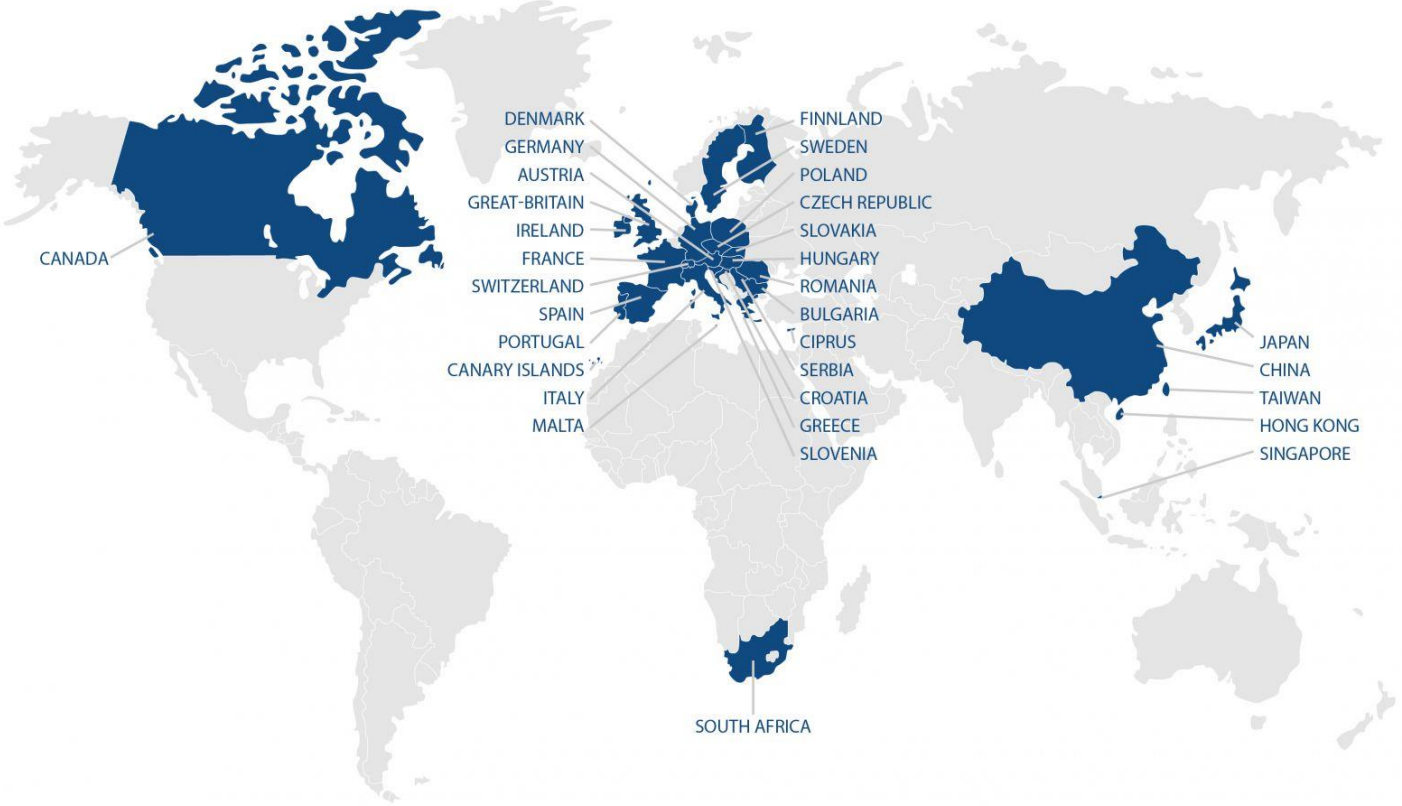 CANADA
DENMARK
GERMANY
AUSTRIA
GREAT-BRITAIN
IRELAND
FRANCE
SWITZERLAND
SPAIN
PORTUGAL
CANARY ISLANDS
ITALY
MALTA
FINNLAND
SWEDEN
POLAND
CZECH REPUBLIC
SLOVAKIA
HUNGARY
ROMANIA
BULGARIA
CIPRUS
SERBIA
CROATIA
GREECE
SLOVENIA
JAPAN
CHINA
TAIWAN
HONG KONG
SINGAPORE
SOUTH AFRICA